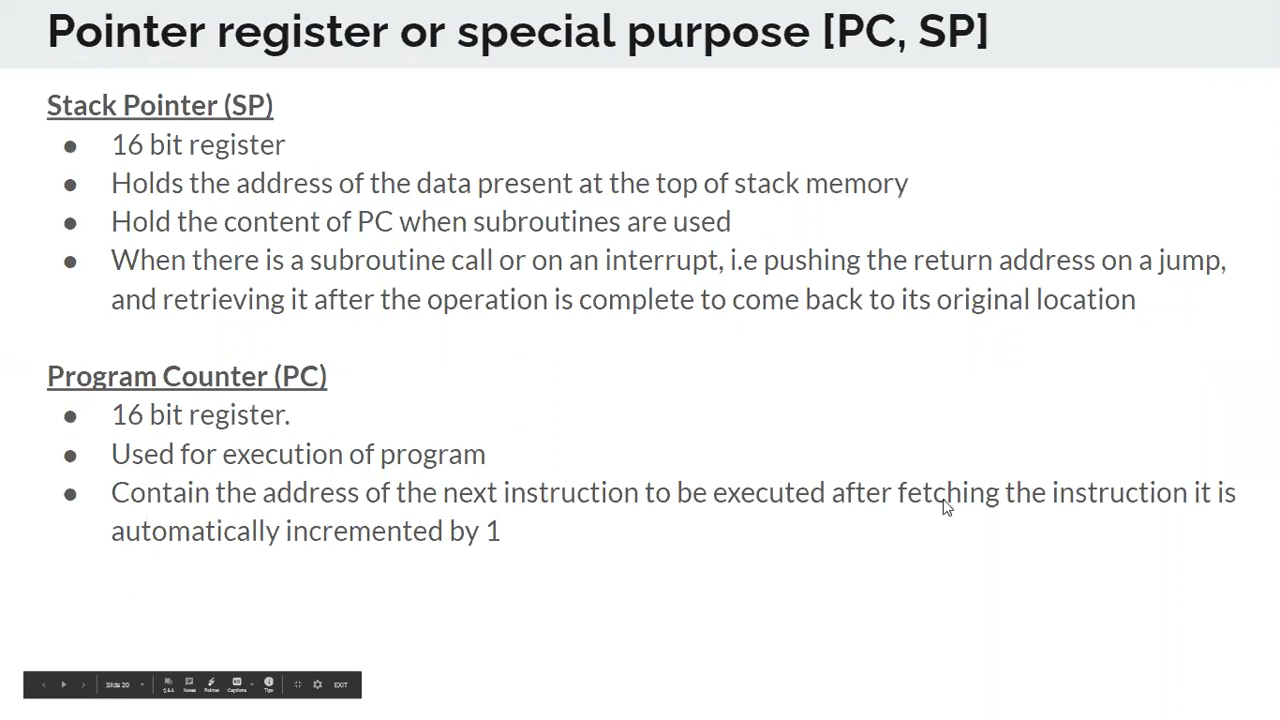 Pointer register or special purpose [PC, SP]
Stack Pointer (SP)
● 16 bit register
● Holds the address of the data present at the top of stack memory
● Hold the content of PC when subroutines are used
● When there is a subroutine call or on an interrupt, i.e pushing the return address on a jump,
and retrieving it after the operation is complete to come back to its original location
Program Counter (PC)
● 16 bit register.
● Used for execution of program
● Contain the address of the next instruction to be executed after fetching the instruction it is
automatically incremented by 1
Slide 20 Q&A Notes Pointer Captions Tips EXIT